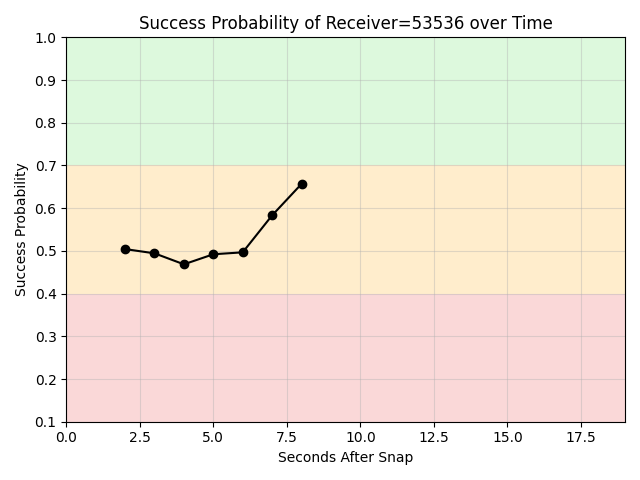 Success Probability of Receiver=53536 over Time
1.0
0.9
0.8
0.7
0.6
0.5
0.4
0.3
0.2
0.1
Success Probability
0.0 2.5 5.0 7.5 10.0 12.5 15.0 17.5
Seconds After Snap